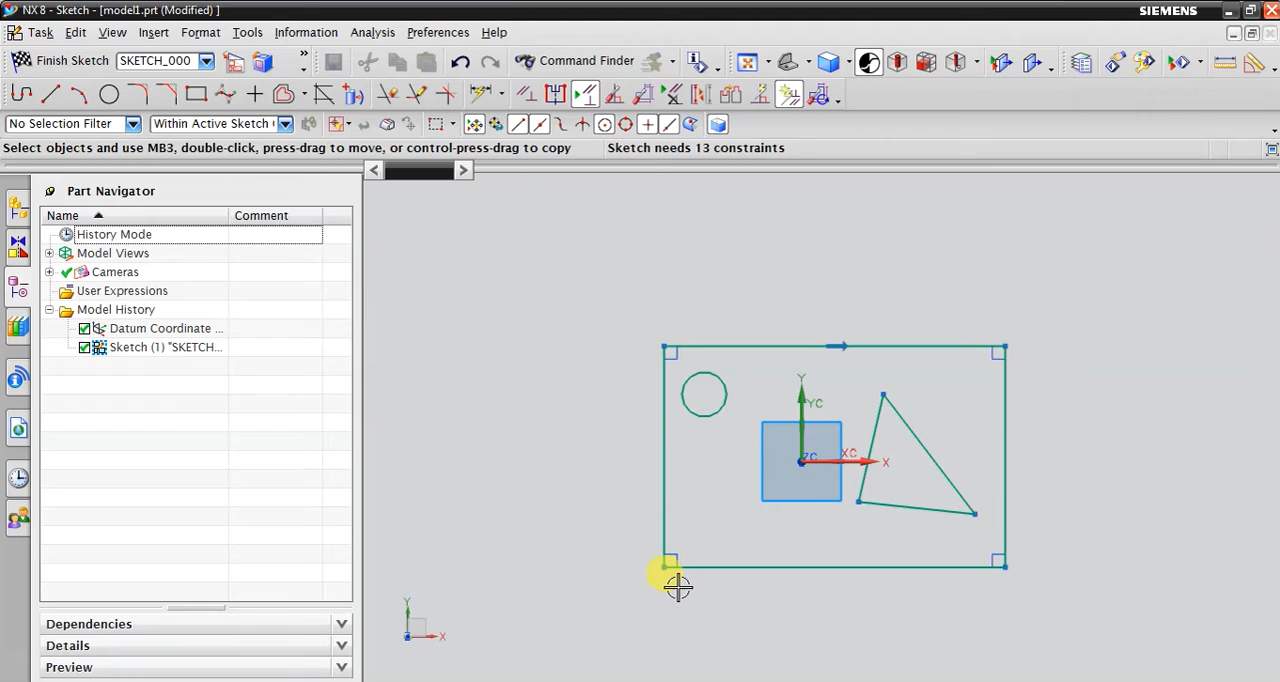 NX 8 - Sketch - [model1.prt (Modified) ]
SIEMENS
Task Edit View Insert Format Tools Information Analysis Preferences Help
Finish Sketch SKETCH_000 » Command Finder
No Selection Filter Within Active Sketch
Select objects and use MB3, double-click, press-drag to move, or control-press-drag to copy Sketch needs 13 constraints
Part Navigator
Name Comment
History Mode
Model Views
Cameras
User Expressions
Model History
Datum Coordinate ...
Sketch (1) "SKETCH...
Dependencies
Details
Preview
Y
YC
ZC XC X
Y
X